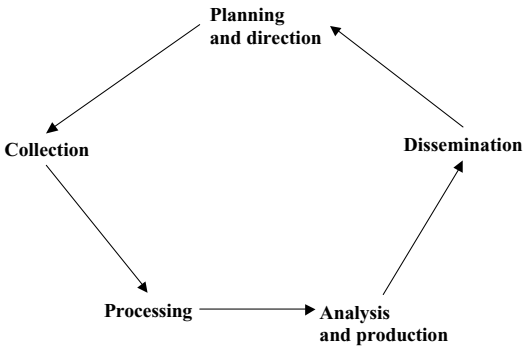 Planning
and direction
Collection
Dissemination
Processing
Analysis
and production